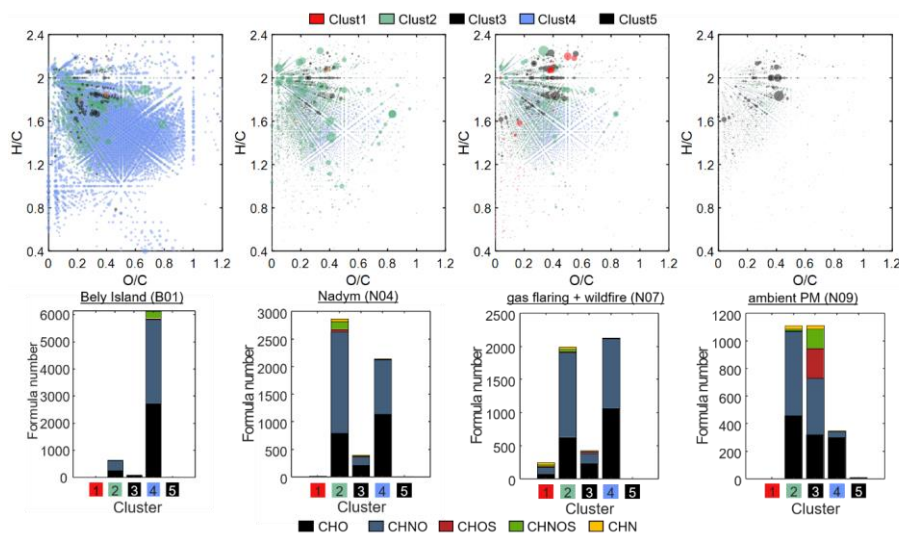 Clust1 Clust2 Clust3 Clust4 Clust5
2.4 2.4 2.4 2.4
2 2 2 2
1.6 1.6 1.6 1.6
1.2 1.2 1.2 1.2
0.8 0.8 0.8 0.8
0.4 0.4 0.4 0.4
H/C H/C H/C H/C
0 0.2 0.4 0.6 0.8 1 1.2 0 0.2 0.4 0.6 0.8 1 1.2 0 0.2 0.4 0.6 0.8 1 1.2 0 0.2 0.4 0.6 0.8 1 1.2
O/C O/C O/C O/C
Bely Island (B01) Nadym (N04) gas flaring + wildfire (N07) ambient PM (N09)
6000 3000 2500 1200
5000 2500 2000 1000
4000 2000 1500 800
3000 1500 1000 600
2000 1000 500 400
1000 500 0 200
0 0 0
Formula number Formula number Formula number Formula number
1 2 3 4 5 1 2 3 4 5 1 2 3 4 5 1 2 3 4 5
Cluster Cluster Cluster Cluster
CHO CHNO CHOS CHNOS CHN